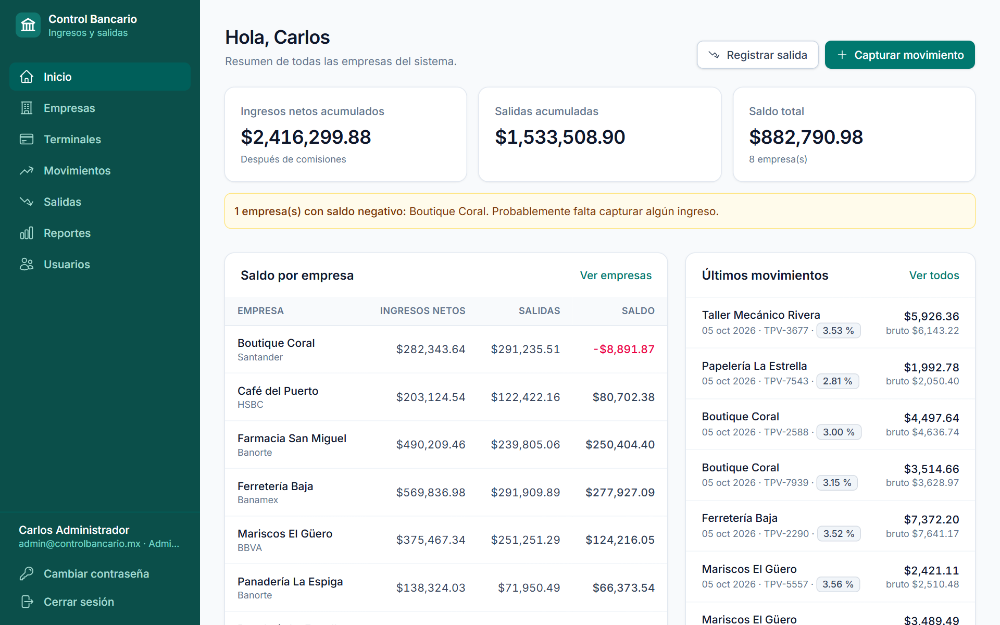 Control Bancario
Ingresos y salidas
Inicio
Empresas
Terminales
Movimientos
Salidas
Reportes
Usuarios
Carlos Administrador
admin@controlbancario.mx · Admi...
Cambiar contraseña
Cerrar sesión
Hola, Carlos
Resumen de todas las empresas del sistema.
Registrar salida
Capturar movimiento
Ingresos netos acumulados
$2,416,299.88
Después de comisiones
Salidas acumuladas
$1,533,508.90
Saldo total
$882,790.98
8 empresa(s)
1 empresa(s) con saldo negativo: Boutique Coral. Probablemente falta capturar algún ingreso.
Saldo por empresa
Ver empresas
EMPRESA INGRESOS NETOS SALIDAS SALDO
Boutique Coral $282,343.64 $291,235.51 -$8,891.87
Santander
Café del Puerto $203,124.54 $122,422.16 $80,702.38
HSBC
Farmacia San Miguel $490,209.46 $239,805.06 $250,404.40
Banorte
Ferretería Baja $569,836.98 $291,909.89 $277,927.09
Banamex
Mariscos El Güero $375,467.34 $251,251.29 $124,216.05
BBVA
Panadería La Espiga $138,324.03 $71,950.49 $66,373.54
Banorte
Últimos movimientos
Ver todos
Taller Mecánico Rivera $5,926.36
05 oct 2026 · TPV-3677 · 3.53 % bruto $6,143.22
Papelería La Estrella $1,992.78
05 oct 2026 · TPV-7543 · 2.81 % bruto $2,050.40
Boutique Coral $4,497.64
05 oct 2026 · TPV-2588 · 3.00 % bruto $4,636.74
Boutique Coral $3,514.66
05 oct 2026 · TPV-7939 · 3.15 % bruto $3,628.97
Ferretería Baja $7,372.20
05 oct 2026 · TPV-2290 · 3.52 % bruto $7,641.17
Mariscos El Güero $2,421.11
05 oct 2026 · TPV-5557 · 3.56 % bruto $2,510.48
Mariscos El Güero $3,489.49